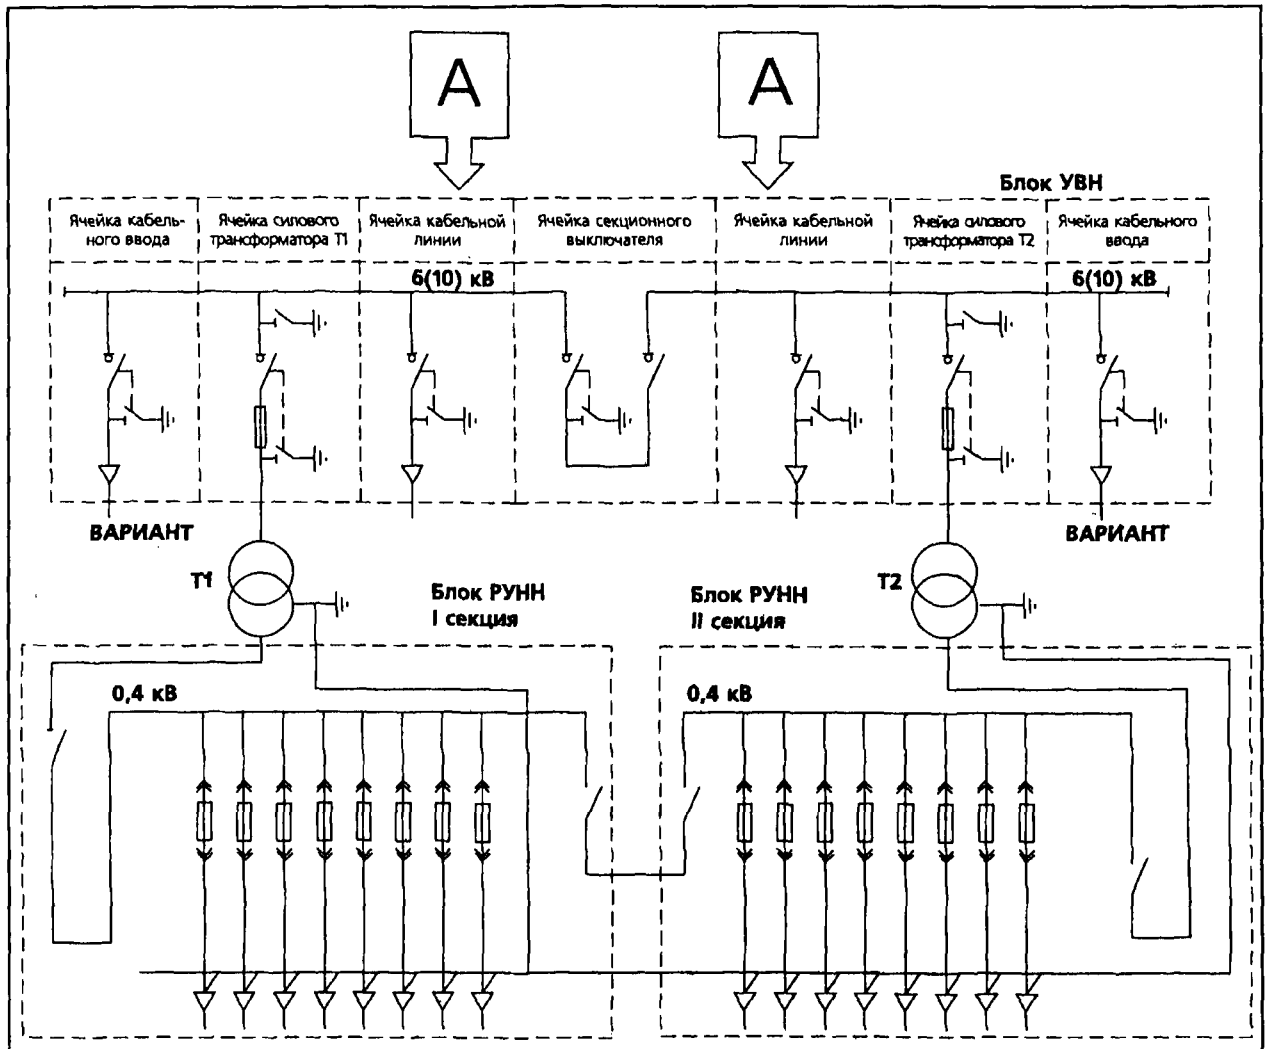 А
А
Блок УВН
Ячейка кабель-
ного ввода
Ячейка силового
трансформатора Т1
Ячейка кабельной
линии
Ячейка секционного
выключателя
Ячейка кабельной
линии
Ячейка силового
трансформатора Т2
Ячейка кабельного
ввода
6(10) кВ
6(10) кВ
ВАРИАНТ
ВАРИАНТ
Т1
Т2
Блок РУНН
I секция
Блок РУНН
II секция
0,4 кВ
0,4 кВ